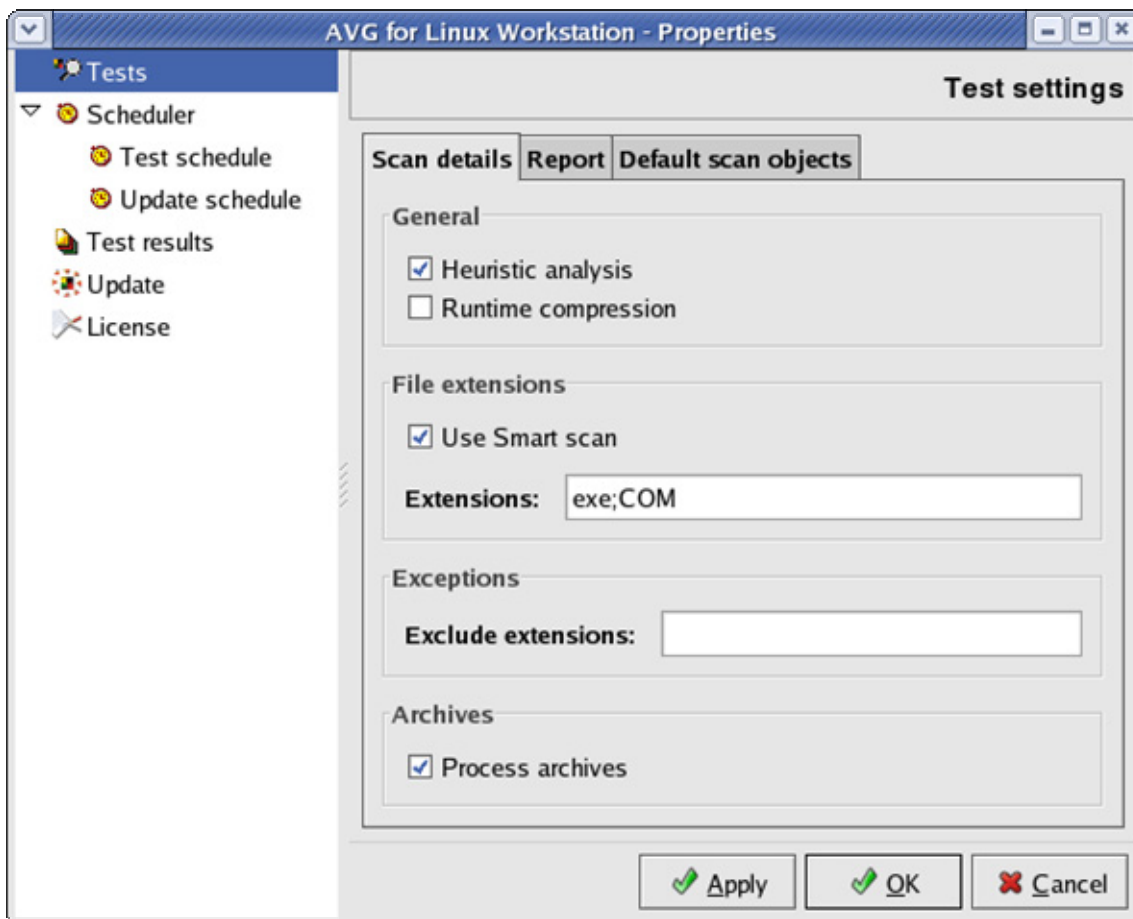 AVG for Linux Workstation - Properties
Tests
Scheduler
Test schedule
Update schedule
Test results
Update
License
Test settings
Scan details
Report
Default scan objects
General
Heuristic analysis
Runtime compression
File extensions
Use Smart scan
Extensions: exe;COM
Exceptions
Exclude extensions:
Archives
Process archives
Apply
OK
Cancel